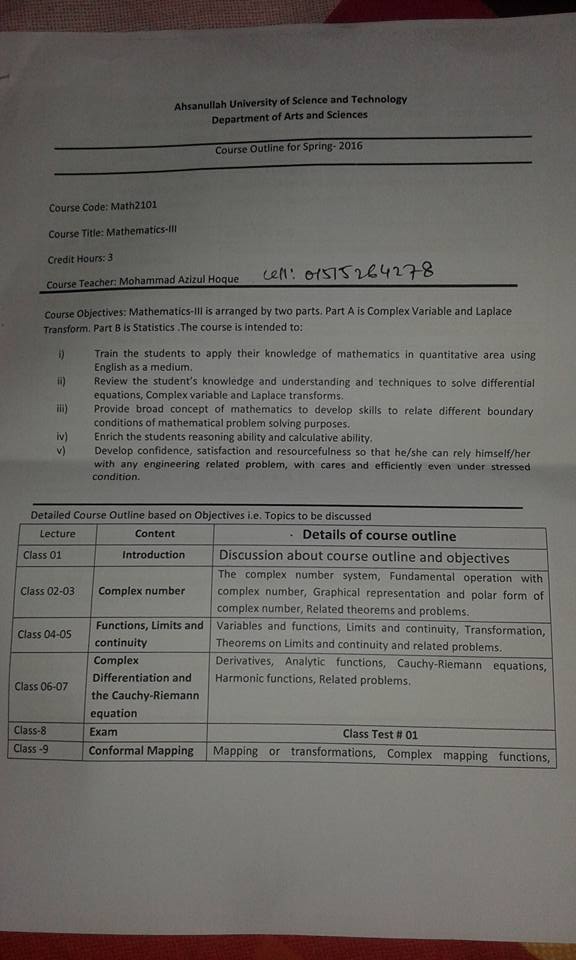 Ahsanullah University of Science and Technology
Department of Arts and Sciences
Course Outline for Spring- 2016
Course Code: Math2101
Course Title: Mathematics-III
Credit Hours: 3
Course Teacher: Mohammad Azizul Hoque cell: 01515264278
Course Objectives: Mathematics-III is arranged by two parts. Part A is Complex Variable and Laplace
Transform. Part B is Statistics .The course is intended to:
i) Train the students to apply their knowledge of mathematics in quantitative area using
English as a medium.
ii) Review the student's knowledge and understanding and techniques to solve differential
equations, Complex variable and Laplace transforms.
iii) Provide broad concept of mathematics to develop skills to relate different boundary
conditions of mathematical problem solving purposes.
iv) Enrich the students reasoning ability and calculative ability.
v) Develop confidence, satisfaction and resourcefulness so that he/she can rely himself/her
with any engineering related problem, with cares and efficiently even under stressed
condition.
Detailed Course Outline based on Objectives i.e. Topics to be discussed
Lecture Content Details of course outline
Class 01 Introduction Discussion about course outline and objectives
Class 02-03 Complex number
The complex number system, Fundamental operation with
complex number, Graphical representation and polar form of
complex number, Related theorems and problems.
Class 04-05
Functions, Limits and
continuity
Variables and functions, Limits and continuity, Transformation,
Theorems on Limits and continuity and related problems.
Class 06-07
Complex
Differentiation and
the Cauchy-Riemann
equation
Derivatives, Analytic functions, Cauchy-Riemann equations,
Harmonic functions, Related problems.
Class-8 Exam Class Test # 01
Class -9 Conformal Mapping Mapping or transformations, Complex mapping functions,